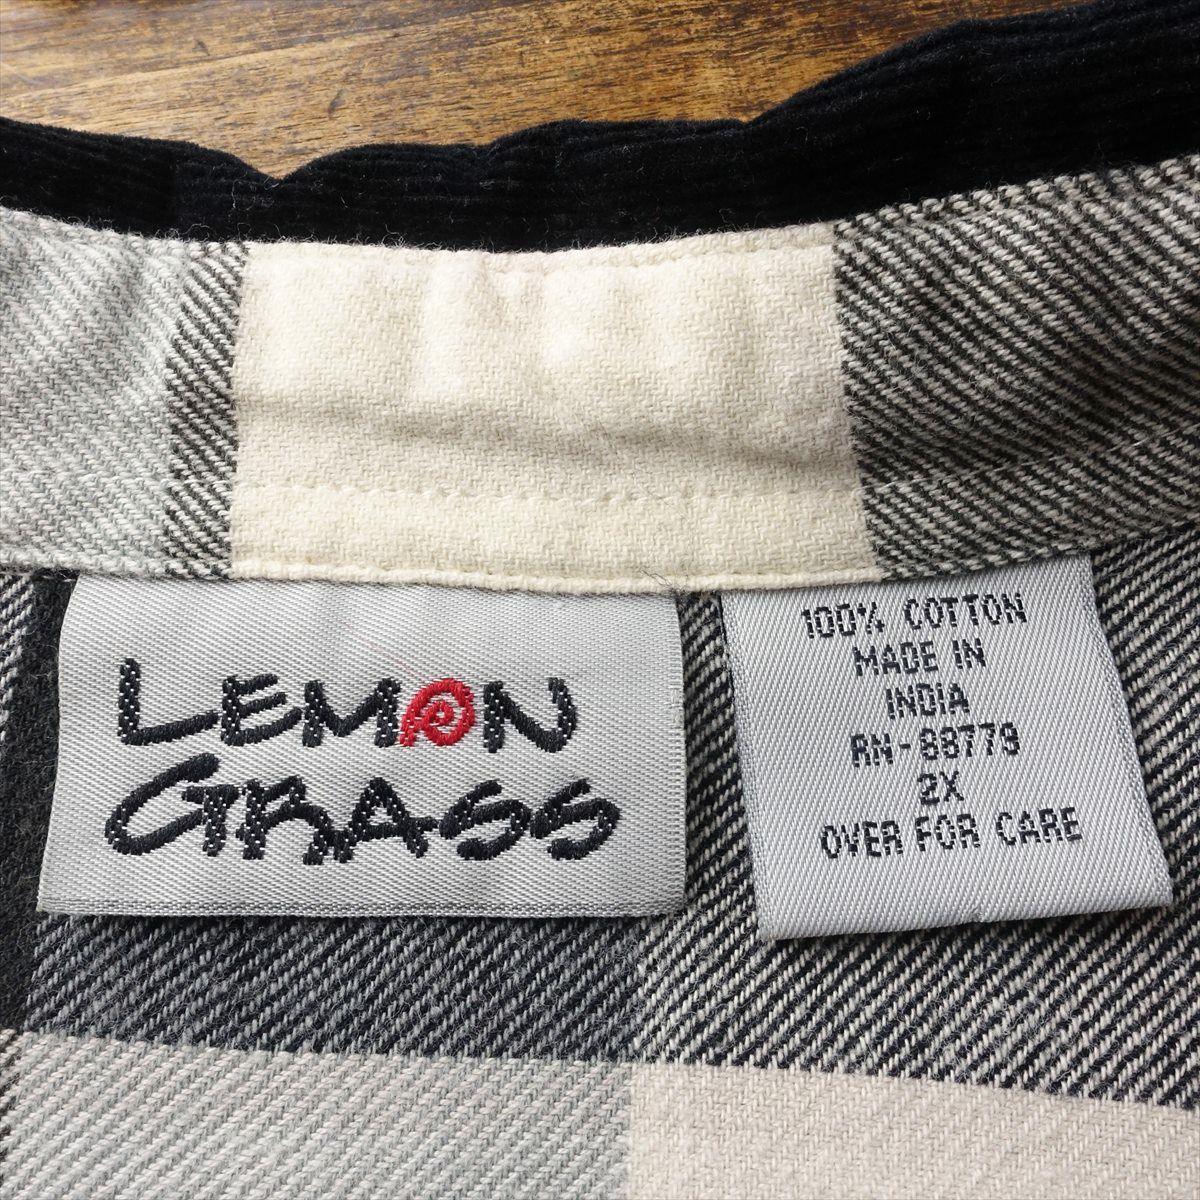 LEMON
GRASS
100% COTTON
MADE IN
INDIA
RN-88779
2X
OVER FOR CARE